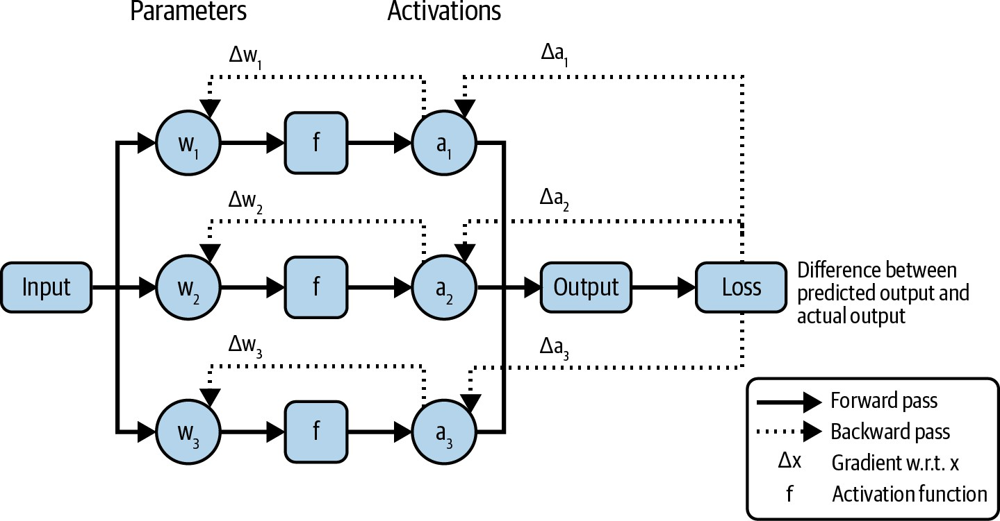 Parameters
Activations
Δw1
Δa1
w1
f
a1
Δw2
Δa2
Input
w2
f
a2
Output
Loss
Difference between
predicted output and
actual output
Δw3
Δa3
w3
f
a3
Forward pass
Backward pass
Δx Gradient w.r.t. x
f Activation function